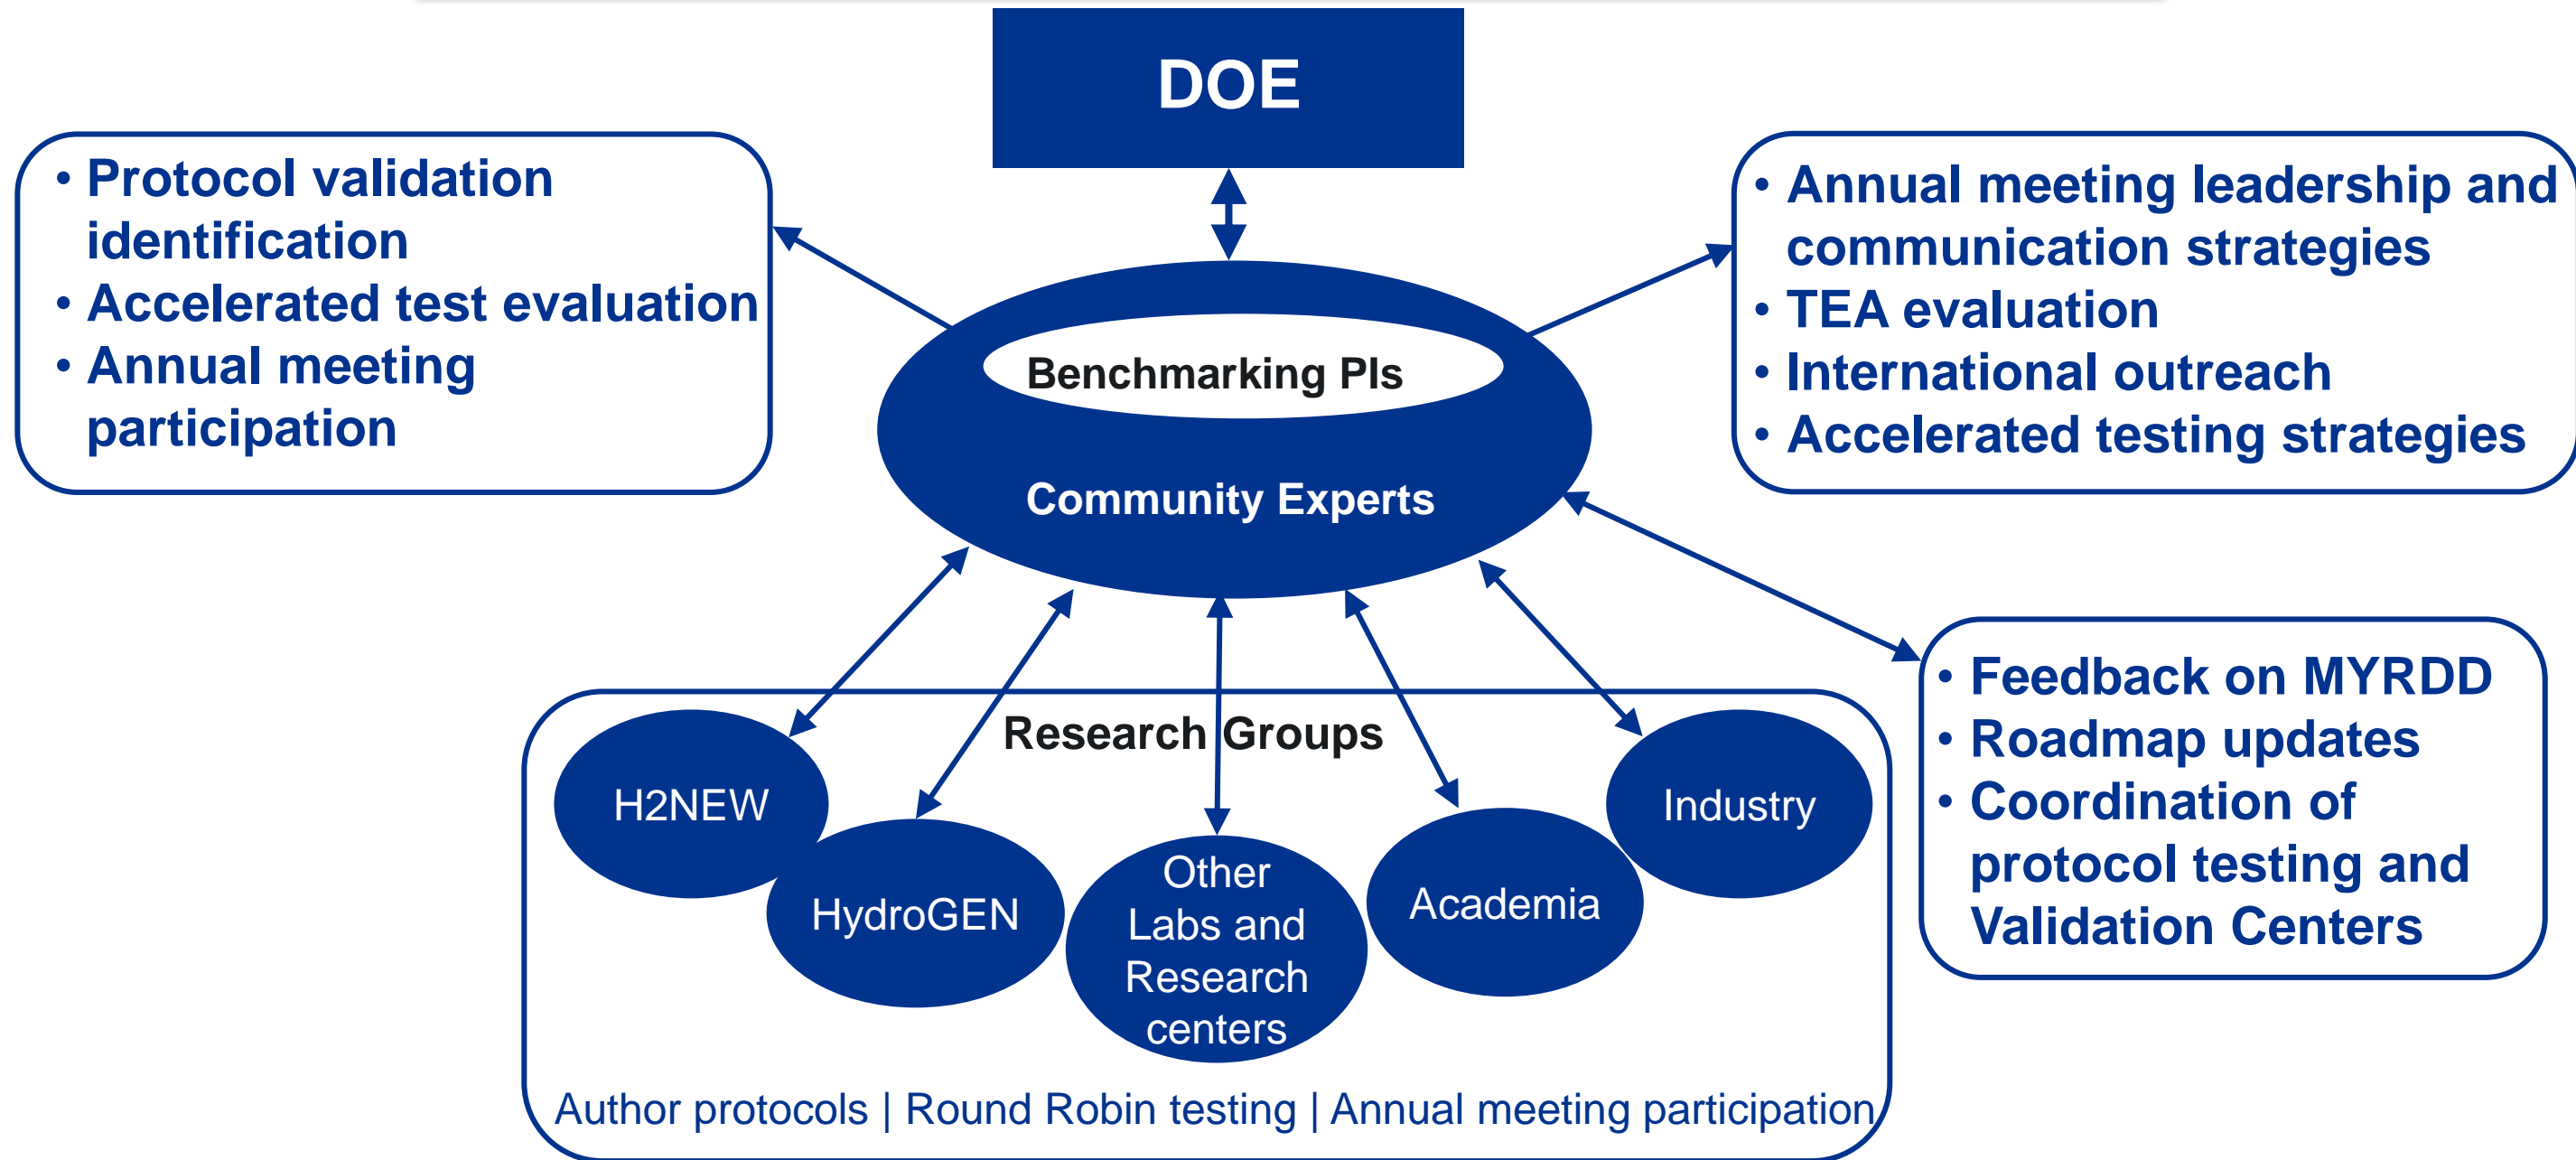 DOE
• Protocol validation
identification
• Accelerated test evaluation
• Annual meeting
participation
• Annual meeting leadership and
communication strategies
• TEA evaluation
• International outreach
• Accelerated testing strategies
Benchmarking PIs
Community Experts
• Feedback on MYRDD
• Roadmap updates
• Coordination of
protocol testing and
Validation Centers
Research Groups
H2NEW
HydroGEN
Other
Labs and
Research
centers
Academia
Industry
Author protocols | Round Robin testing | Annual meeting participation